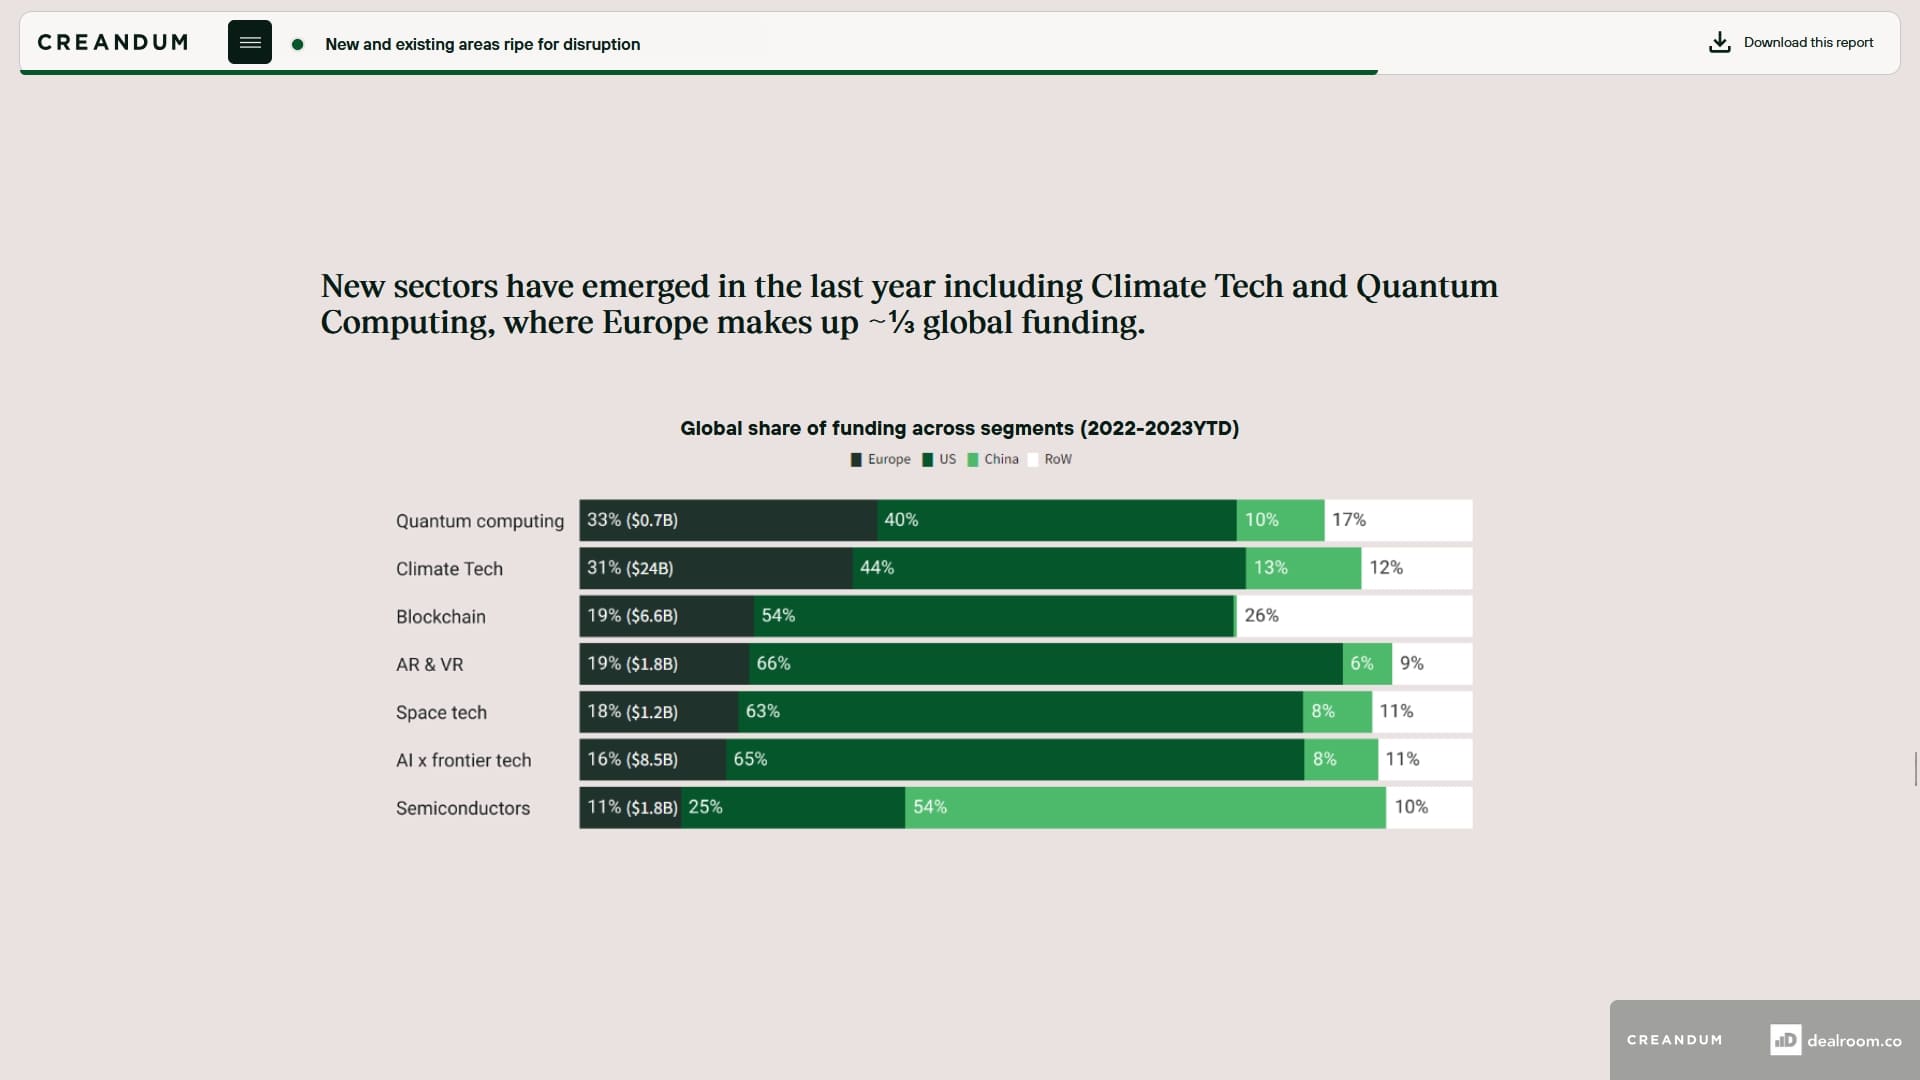 CREANDUM
New and existing areas ripe for disruption
Download this report
New sectors have emerged in the last year including Climate Tech and Quantum
Computing, where Europe makes up ~⅓ global funding.
Global share of funding across segments (2022-2023YTD)
Europe US China RoW
Quantum computing 33% ($0.7B) 40% 10% 17%
Climate Tech 31% ($24B) 44% 13% 12%
Blockchain 19% ($6.6B) 54% 26%
AR & VR 19% ($1.8B) 66% 6% 9%
Space tech 18% ($1.2B) 63% 8% 11%
AI x frontier tech 16% ($8.5B) 65% 8% 11%
Semiconductors 11% ($1.8B) 25% 54% 10%
CREANDUM dealroom.co